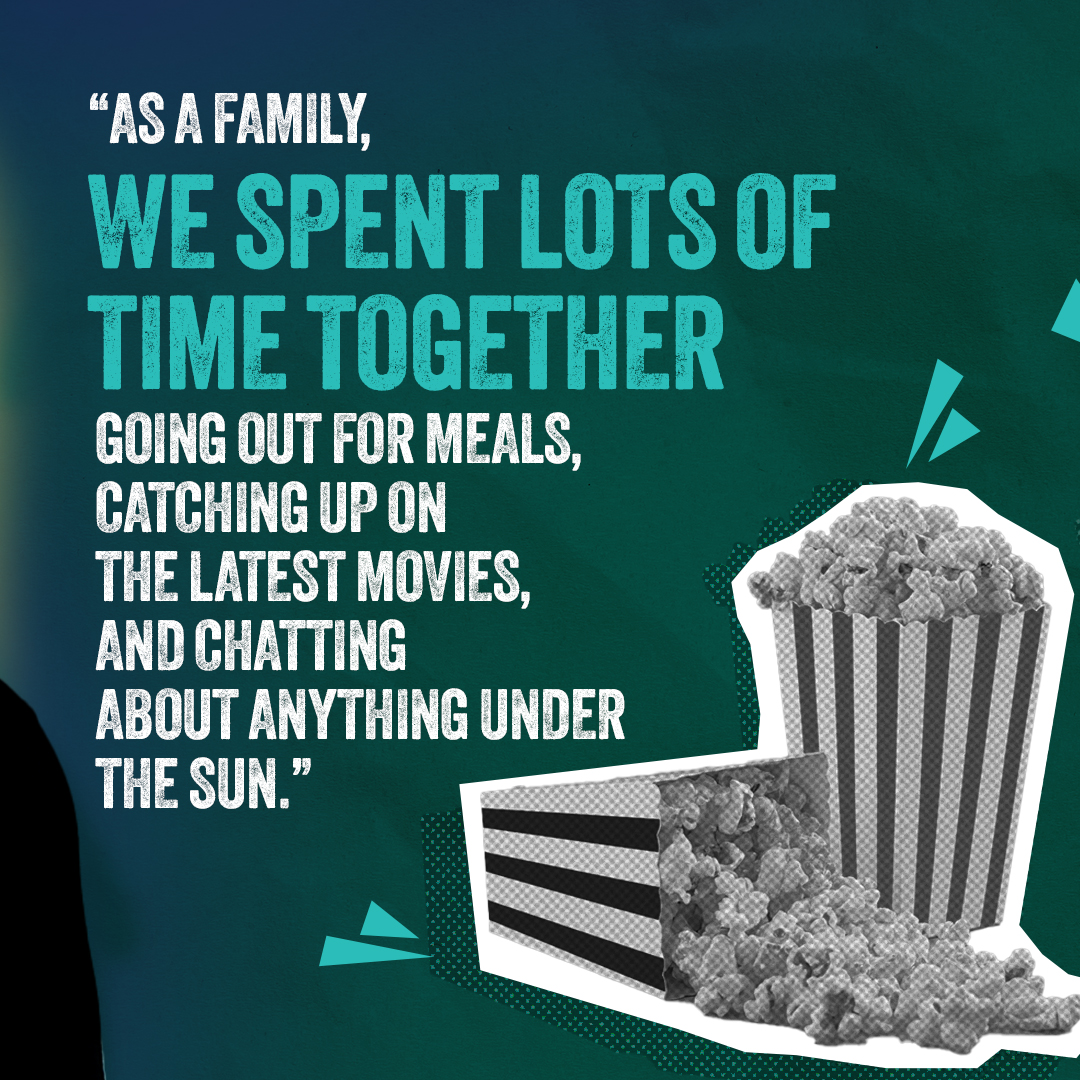 “AS A FAMILY,
WE SPENT LOTS OF
TIME TOGETHER
GOING OUT FOR MEALS,
CATCHING UP ON
THE LATEST MOVIES,
AND CHATTING
ABOUT ANYTHING UNDER
THE SUN.”